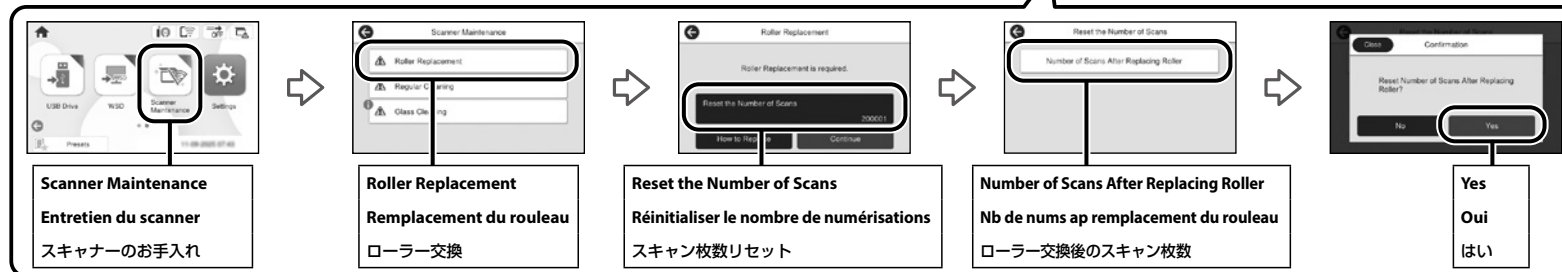 USB Drive
WSD
Scanner Maintenance
Settings
Presets
Scanner Maintenance
Roller Replacement
Regular
Glass
Roller Replacement
Roller Replacement is required.
Reset the Number of Scans
200001
How to
Continue
Reset the Number of Scans
Number of Scans After Replacing Roller
Close
Confirmation
Reset Number of Scans After Replacing
Roller?
No
Yes
Scanner Maintenance
Entretien du scanner
スキャナーのお手入れ
Roller Replacement
Remplacement du rouleau
ローラー交換
Reset the Number of Scans
Réinitialiser le nombre de numérisations
スキャン枚数リセット
Number of Scans After Replacing Roller
Nb de nums ap remplacement du rouleau
ローラー交換後のスキャン枚数
Yes
Oui
はい